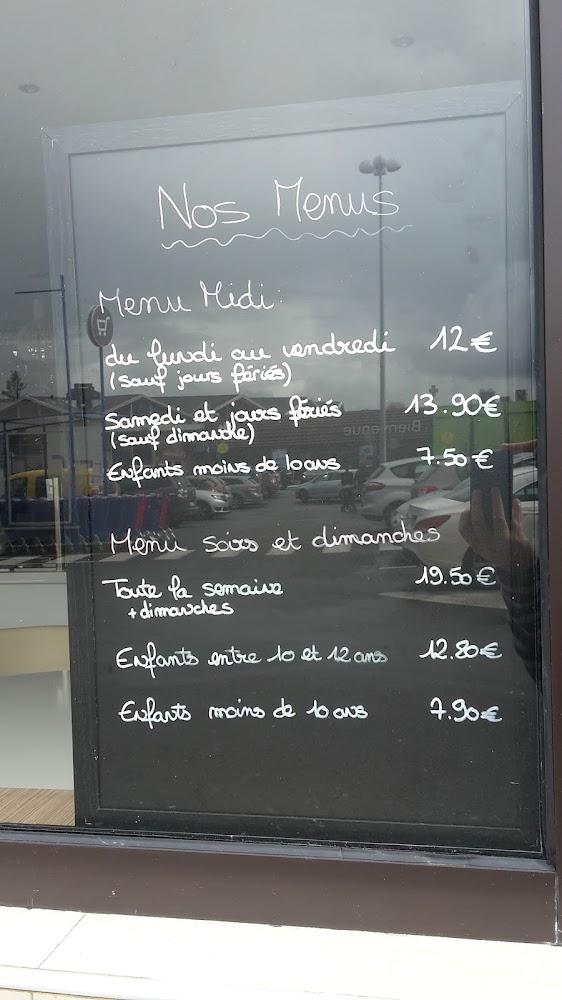 Nos Menus
Menu Midi:
du lundi au vendredi 12€
(sauf jours fériés)
Samedi et jours fériés 13.90€
(sauf dimanche)
Enfants moins de 10 ans 7.50€
Menu soirs et dimanches
Toute la semaine 19.50€
+ dimanches
Enfants entre 10 et 12 ans 12.80€
Enfants moins de 10 ans 7.90€
Bienvenue